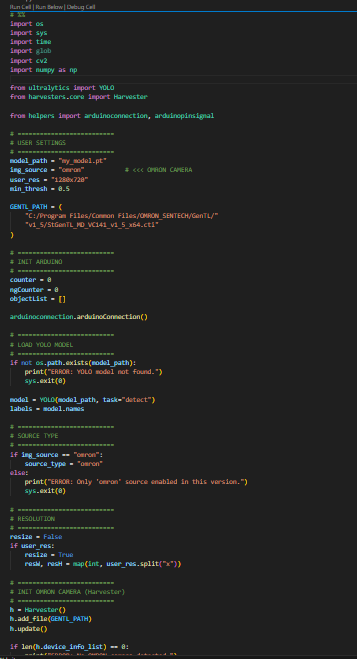 Run Cell | Run Below | Debug Cell
# %%
import os
import sys
import time
import glob
import cv2
import numpy as np
from ultralytics import YOLO
from harvesters.core import Harvester
from helpers import arduinoconnection, arduinopinsignal
# ==========================
# USER SETTINGS
# ==========================
model_path = "my_model.pt"
img_source = "omron"          # <<< OMRON CAMERA
user_res = "1280x720"
min_thresh = 0.5
GENTL_PATH = (
    "C:/Program Files/Common Files/OMRON_SENTECH/GenTL/"
    "v1_5/StGenTL_MD_VC141_v1_5_x64.cti"
)
# ==========================
# INIT ARDUINO
# ==========================
counter = 0
ngCounter = 0
objectList = []
arduinoconnection.arduinoConnection()
# ==========================
# LOAD YOLO MODEL
# ==========================
if not os.path.exists(model_path):
    print("ERROR: YOLO model not found.")
    sys.exit(0)
model = YOLO(model_path, task="detect")
labels = model.names
# ==========================
# SOURCE TYPE
# ==========================
if img_source == "omron":
    source_type = "omron"
else:
    print("ERROR: Only 'omron' source enabled in this version.")
    sys.exit(0)
# ==========================
# RESOLUTION
# ==========================
resize = False
if user_res:
    resize = True
    resW, resH = map(int, user_res.split("x"))
# ==========================
# INIT OMRON CAMERA (Harvester)
# ==========================
h = Harvester()
h.add_file(GENTL_PATH)
h.update()
if len(h.device_info_list) == 0: